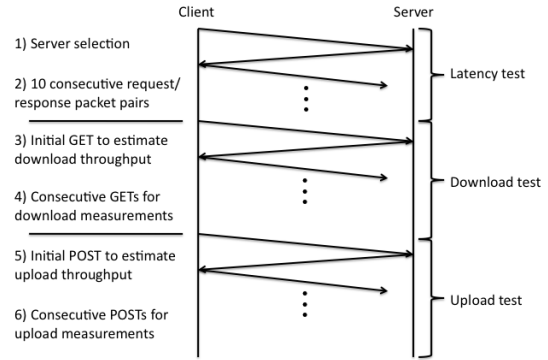 Client
Server
1) Server selection
2) 10 consecutive request/
response packet pairs
Latency test
3) Initial GET to estimate
download throughput
4) Consecutive GETs for
download measurements
Download test
5) Initial POST to estimate
upload throughput
6) Consecutive POSTs for
upload measurements
Upload test